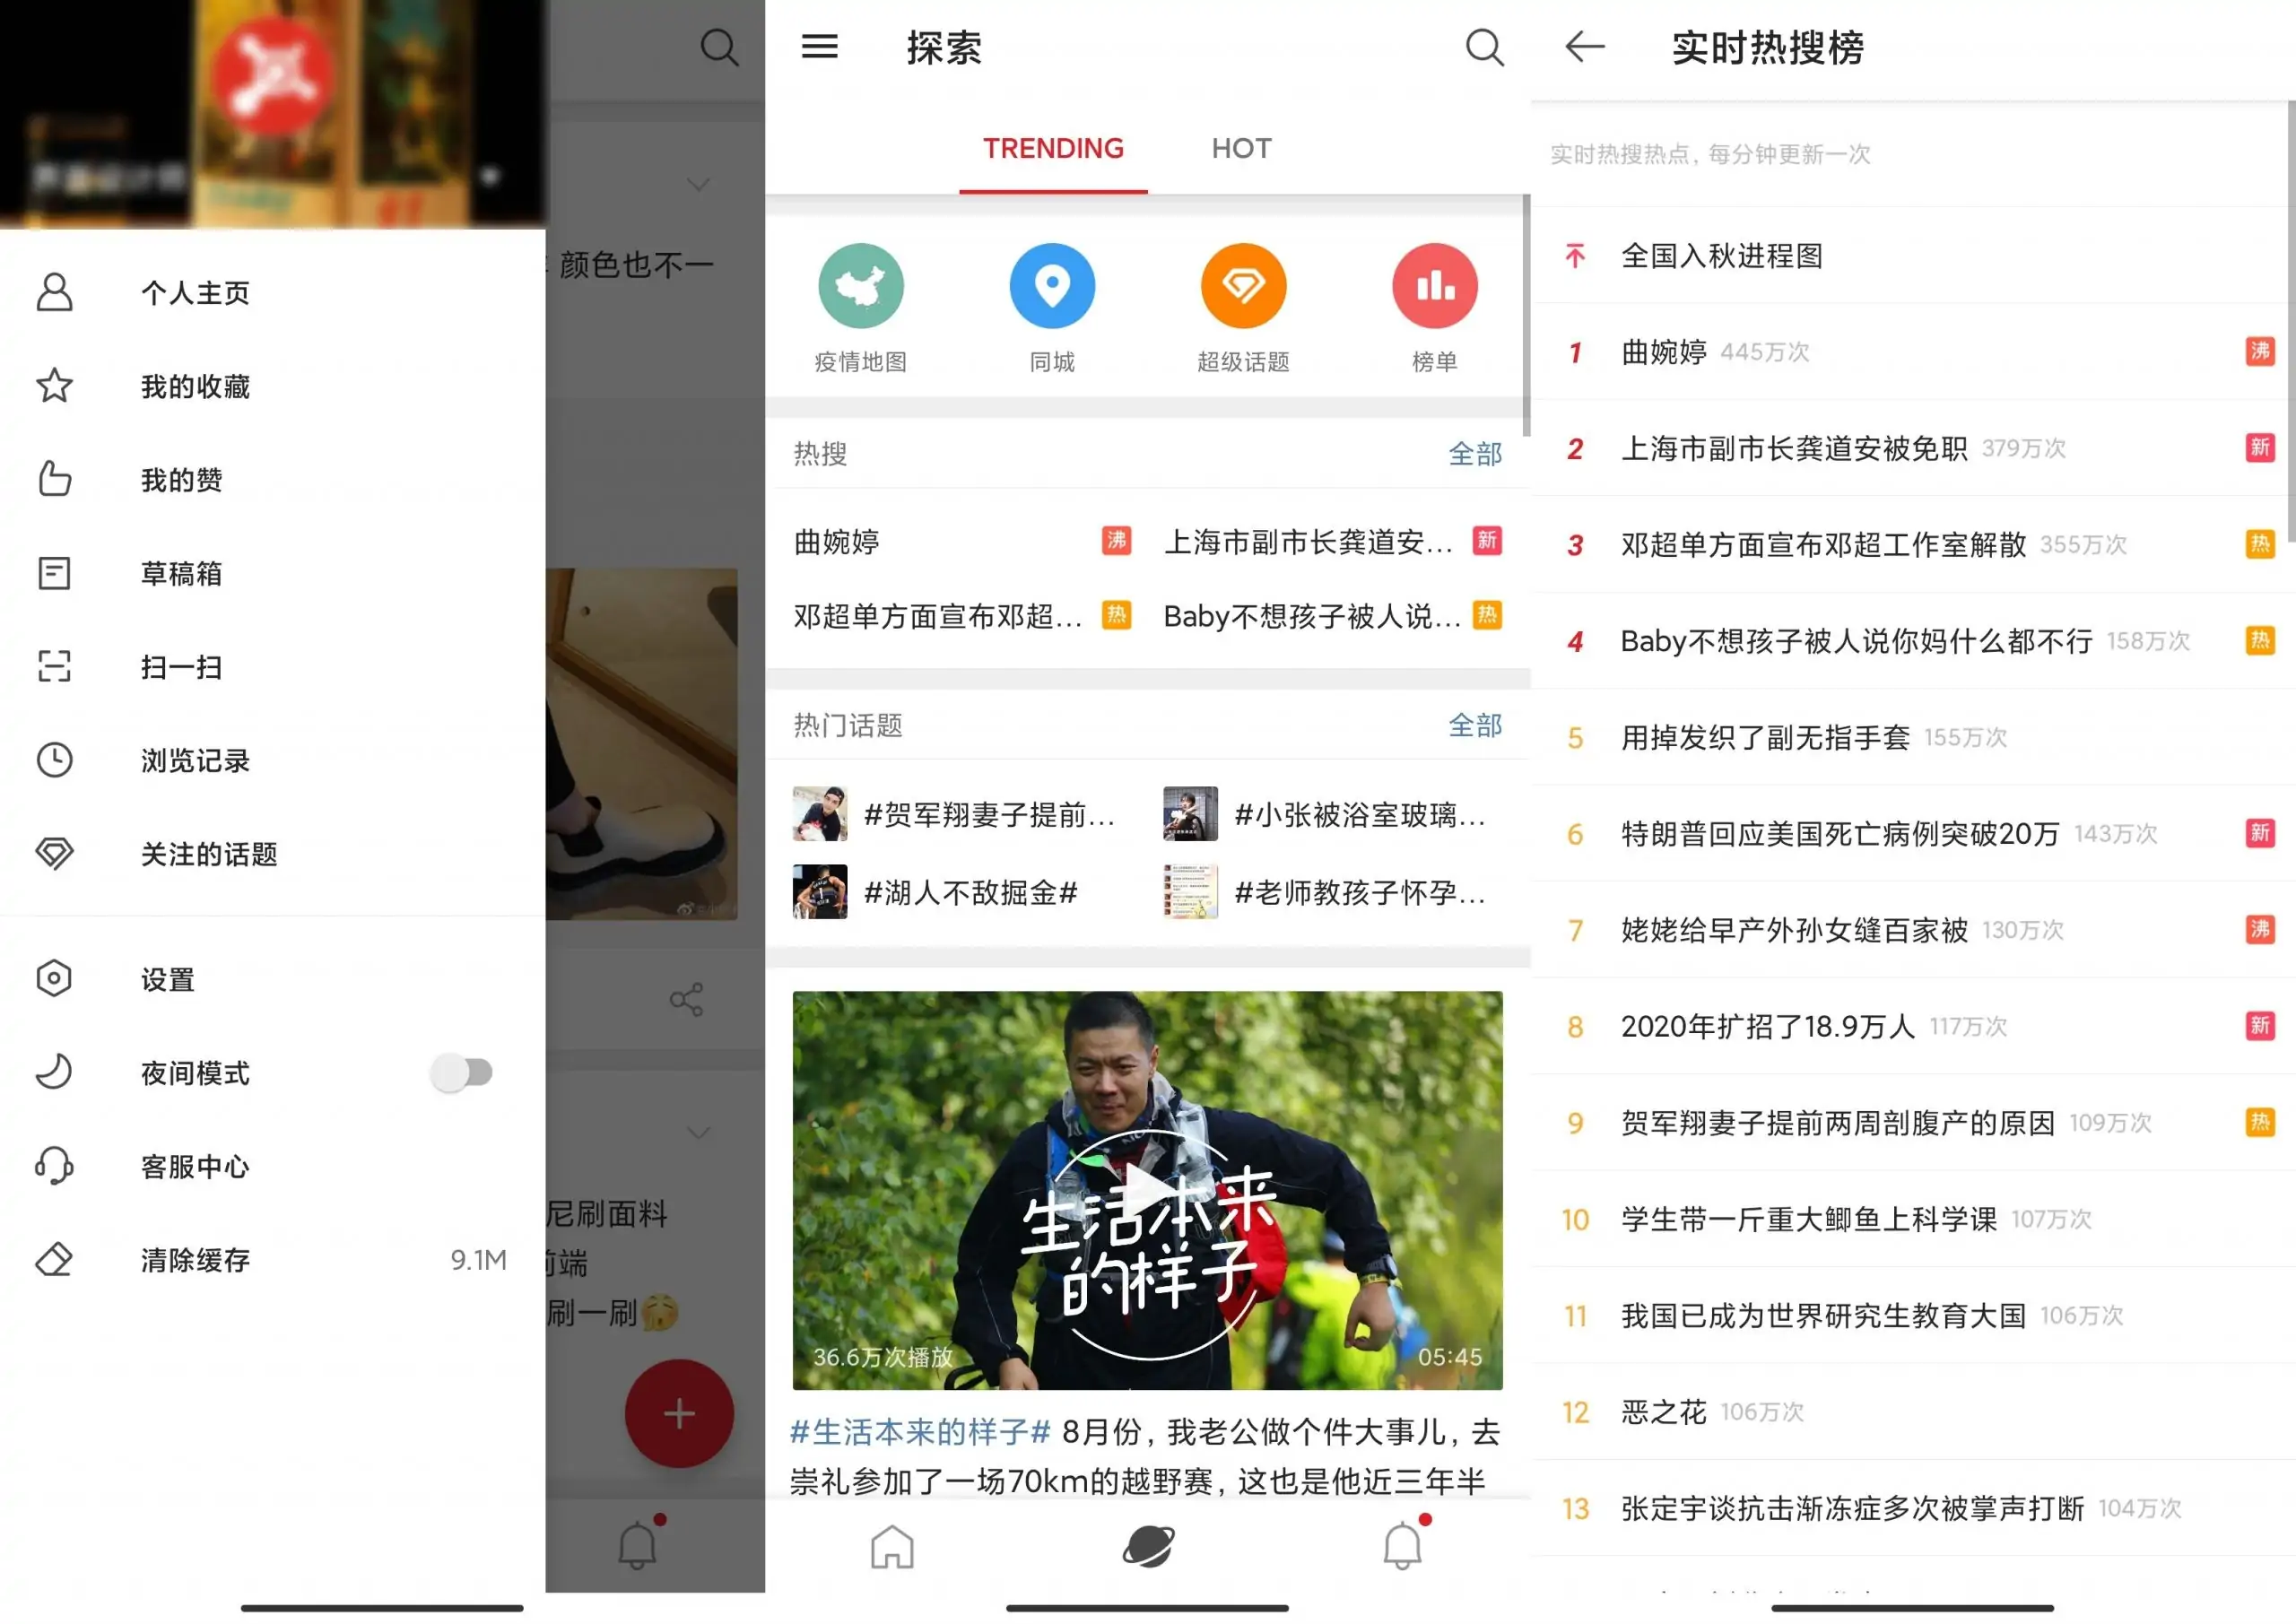 个人主页
我的收藏
我的赞
草稿箱
扫一扫
浏览记录
关注的话题
设置
夜间模式
客服中心
清除缓存 9.1M
颜色也不一
尼刷面料
前端
刷一刷
探索
TRENDING HOT
疫情地图 同城 超级话题 榜单
热搜 全部
曲婉婷 沸 上海市副市长龚道安... 新
邓超单方面宣布邓超... 热 Baby不想孩子被人说... 热
热门话题 全部
#贺军翔妻子提前... #小张被浴室玻璃...
#湖人不敌掘金# #老师教孩子怀孕...
生活本来
的样子
36.6万次播放 05:45
#生活本来的样子# 8月份，我老公做个件大事儿，去
崇礼参加了一场70km的越野赛，这也是他近三年半
实时热搜榜
实时热搜热点，每分钟更新一次
全国入秋进程图
1 曲婉婷 445万次 沸
2 上海市副市长龚道安被免职 379万次 新
3 邓超单方面宣布邓超工作室解散 355万次 热
4 Baby不想孩子被人说你妈什么都不行 158万次 热
5 用掉发织了副无指手套 155万次
6 特朗普回应美国死亡病例突破20万 143万次 新
7 姥姥给早产外孙女缝百家被 130万次 沸
8 2020年扩招了18.9万人 117万次 新
9 贺军翔妻子提前两周剖腹产的原因 109万次 热
10 学生带一斤重大鲫鱼上科学课 107万次
11 我国已成为世界研究生教育大国 106万次
12 恶之花 106万次
13 张定宇谈抗击渐冻症多次被掌声打断 104万次